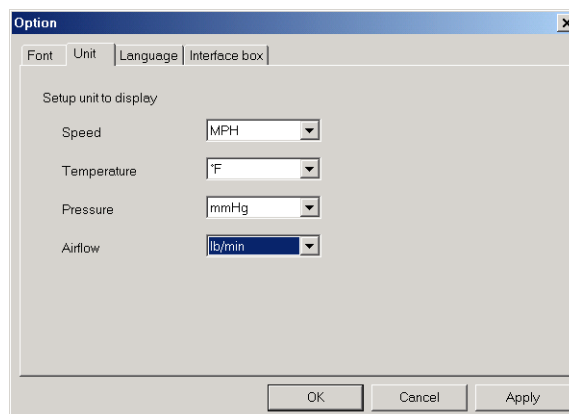 Option
Font Unit Language Interface box
Setup unit to display
Speed MPH
Temperature °F
Pressure mmHg
Airflow lb/min
OK Cancel Apply